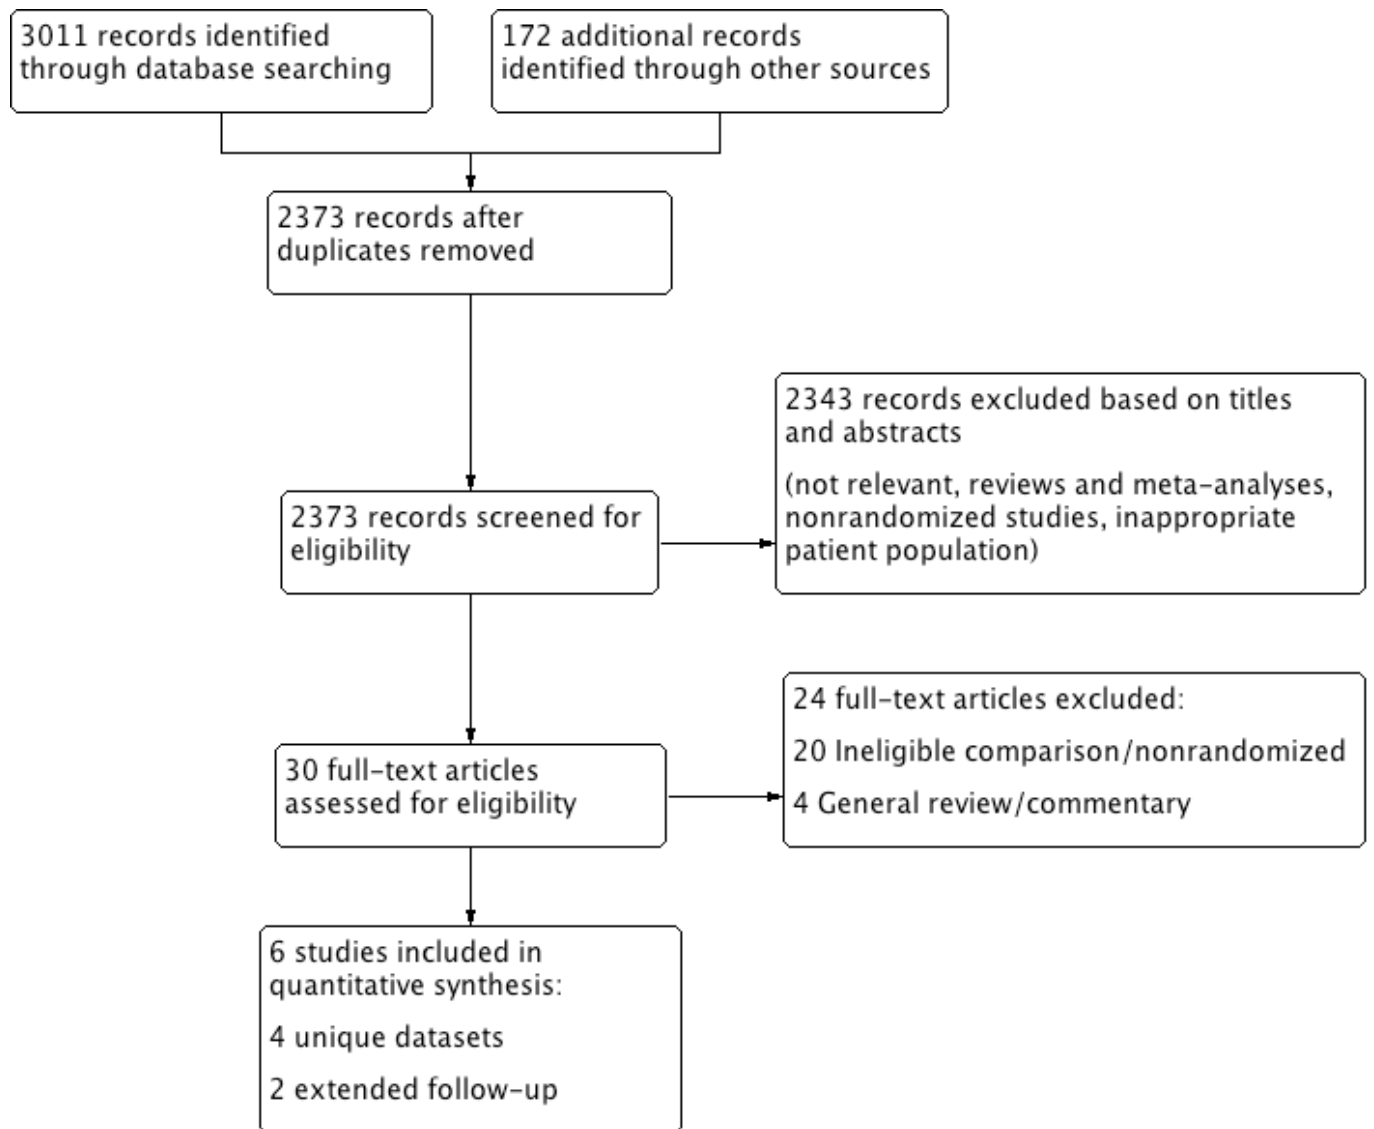 3011 records identified
through database searching
172 additional records
identified through other sources
2373 records after
duplicates removed
2343 records excluded based on titles
and abstracts
(not relevant, reviews and meta-analyses,
nonrandomized studies, inappropriate
patient population)
2373 records screened for
eligibility
24 full-text articles excluded:
20 Ineligible comparison/nonrandomized
4 General review/commentary
30 full-text articles
assessed for eligibility
6 studies included in
quantitative synthesis:
4 unique datasets
2 extended follow-up